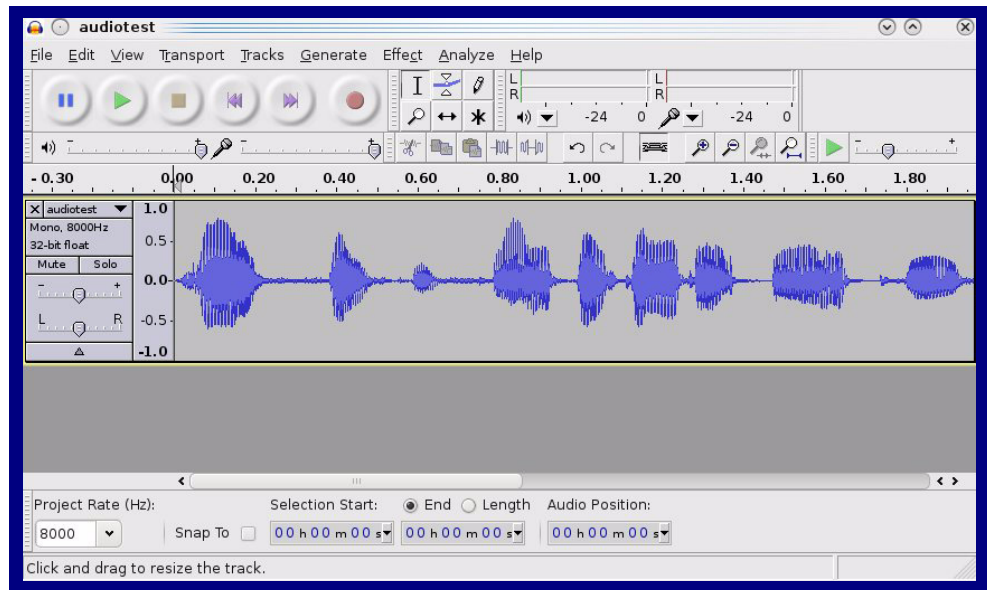 audiotest
File Edit View Transport Tracks Generate Effect Analyze Help
L
R
-24 0
L
R
-24 0
- + - + - +
- 0.30 0.00 0.20 0.40 0.60 0.80 1.00 1.20 1.40 1.60 1.80
X audiotest
Mono, 8000Hz
32-bit float
Mute Solo
- +
L R
1.0
0.5
0.0
-0.5
-1.0
Project Rate (Hz): Selection Start: End Length Audio Position:
8000 Snap To 00 h 00 m 00 s 00 h 00 m 00 s 00 h 00 m 00 s
Click and drag to resize the track.